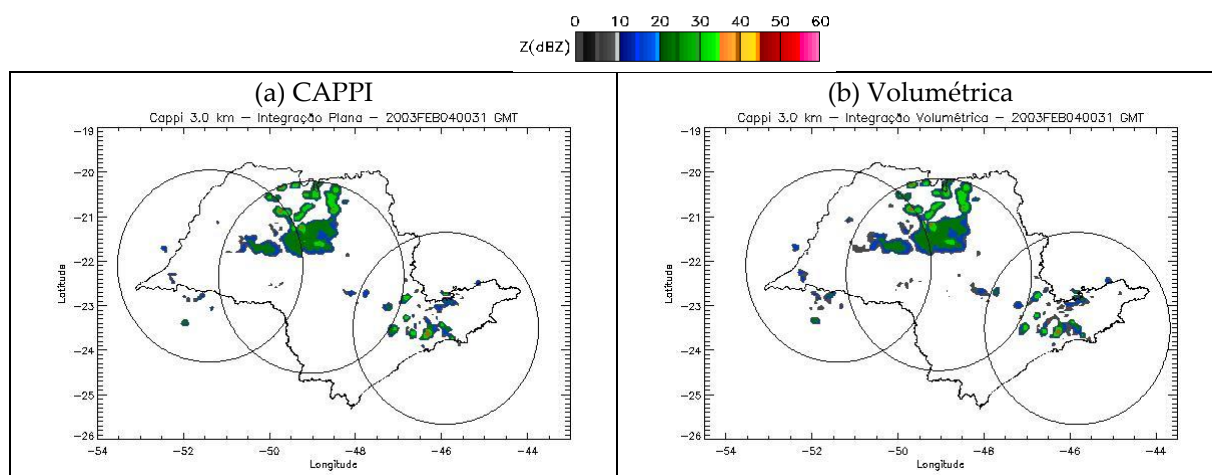 0 10 20 30 40 50 60
Z(dBZ)
(a) CAPPI
(b) Volumétrica
Cappi 3.0 km – Integração Plana – 2003FEB040031 GMT
Cappi 3.0 km – Integração Volumétrica – 2003FEB040031 GMT
-19
-20
-21
-22
-23
-24
-25
-26
Latitude
-54 -52 -50 -48 -46 -44
Longitude
-19
-20
-21
-22
-23
-24
-25
-26
Latitude
-54 -52 -50 -48 -46 -44
Longitude